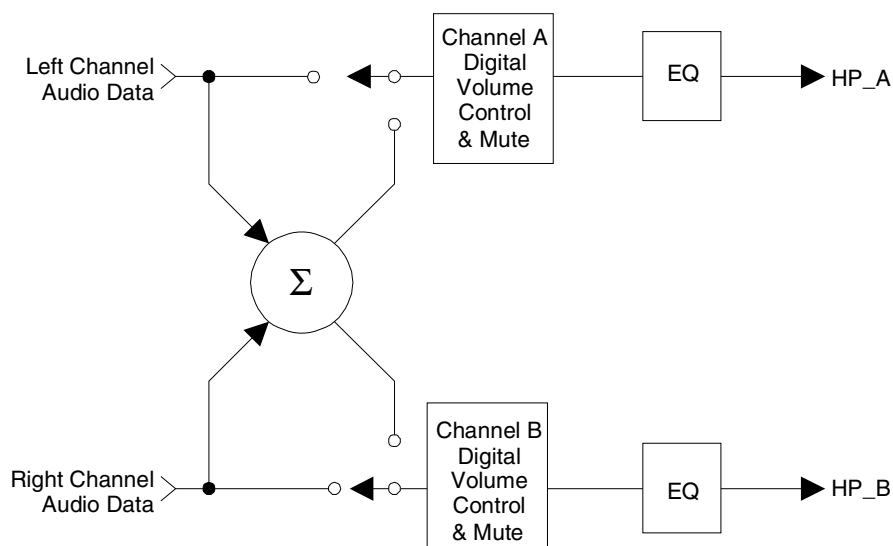 Left Channel
Audio Data
Channel A
Digital
Volume
Control
& Mute
EQ
HP_A
Σ
Right Channel
Audio Data
Channel B
Digital
Volume
Control
& Mute
EQ
HP_B